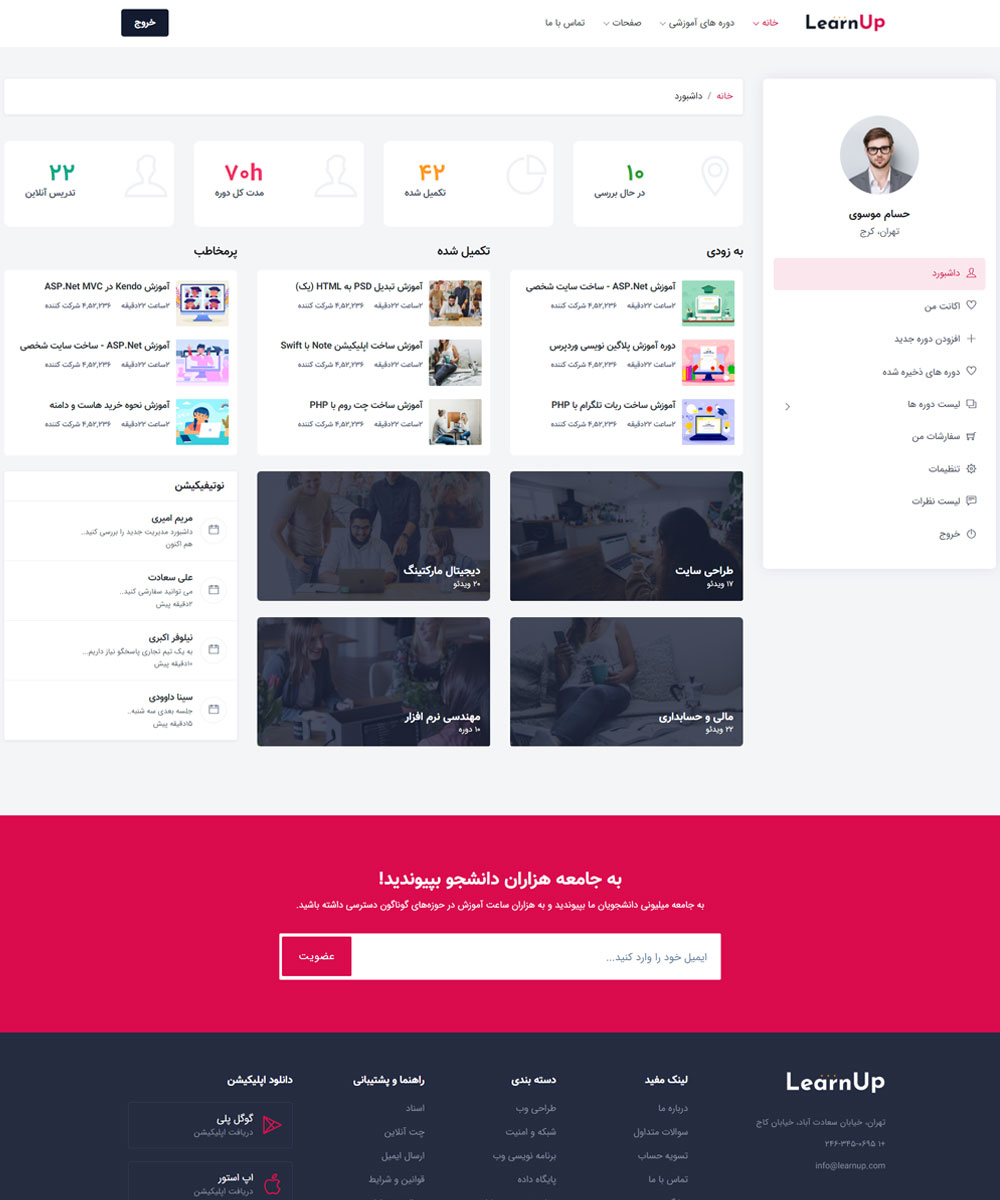 LearnUp
خانه
دوره های آموزشی
صفحات
تماس با ما
خروج
حسام موسوی
تهران، کرج
داشبورد
اکانت من
افزودن دوره جدید
دوره های ذخیره شده
لیست دوره ها
سفارشات من
تنظیمات
لیست نظرات
خروج
خانه / داشبورد
۱۰
در حال بررسی
۴۲
تکمیل شده
۷۰h
مدت کل دوره
۲۲
تدریس آنلاین
به زودی
آموزش ASP.Net - ساخت سایت شخصی
۲ساعت ۲۲دقیقه ۴,۵۲,۲۳۶ شرکت کننده
دوره آموزش پلاگین نویسی وردپرس
۲ساعت ۲۲دقیقه ۴,۵۲,۲۳۶ شرکت کننده
آموزش ساخت ربات تلگرام با PHP
۲ساعت ۲۲دقیقه ۴,۵۲,۲۳۶ شرکت کننده
تکمیل شده
آموزش تبدیل PSD به HTML (یک)
۲ساعت ۲۲دقیقه ۴,۵۲,۲۳۶ شرکت کننده
آموزش ساخت اپلیکیشن Note با Swift
۲ساعت ۲۲دقیقه ۴,۵۲,۲۳۶ شرکت کننده
آموزش ساخت چت روم با PHP
۲ساعت ۲۲دقیقه ۴,۵۲,۲۳۶ شرکت کننده
پرمخاطب
آموزش Kendo در ASP.Net MVC
۲ساعت ۲۲دقیقه ۴,۵۲,۲۳۶ شرکت کننده
آموزش ASP.Net - ساخت سایت شخصی
۲ساعت ۲۲دقیقه ۴,۵۲,۲۳۶ شرکت کننده
آموزش نحوه خرید هاست و دامنه
۲ساعت ۲۲دقیقه ۴,۵۲,۲۳۶ شرکت کننده
طراحی سایت
۱۷ ویدئو
دیجیتال مارکتینگ
۲۰ ویدئو
مالی و حسابداری
۲۲ ویدئو
مهندسی نرم افزار
۱۰ دوره
نوتیفیکیشن
مریم امیری
داشبورد مدیریت جدید را بررسی کنید...
هم اکنون
علی سعادت
می توانید سفارشی کنید..
۲دقیقه پیش
نیلوفر اکبری
به یک تیم تجاری پاسخگو نیاز داریم...
۱۰دقیقه پیش
سینا داوودی
جلسه بعدی سه شنبه..
۱۵دقیقه پیش
به جامعه هزاران دانشجو بپیوندید!
به جامعه میلیونی دانشجویان ما بپیوندید و به هزاران ساعت آموزش در حوزه‌های گوناگون دسترسی داشته باشید.
ایمیل خود را وارد کنید...
عضویت
LearnUp
تهران، خیابان سعادت آباد، خیابان کاج
۲۴۶-۳۴۵-۰۶۹۵ ۱+
info@learnup.com
لینک مفید
درباره ما
سوالات متداول
تسویه حساب
تماس با ما
دسته بندی
طراحی وب
شبکه و امنیت
برنامه نویسی وب
پایگاه داده
راهنما و پشتیبانی
اسناد
چت آنلاین
ارسال ایمیل
قوانین و شرایط
دانلود اپلیکیشن
گوگل پلی
دریافت اپلیکیشن
اپ استور
دریافت اپلیکیشن